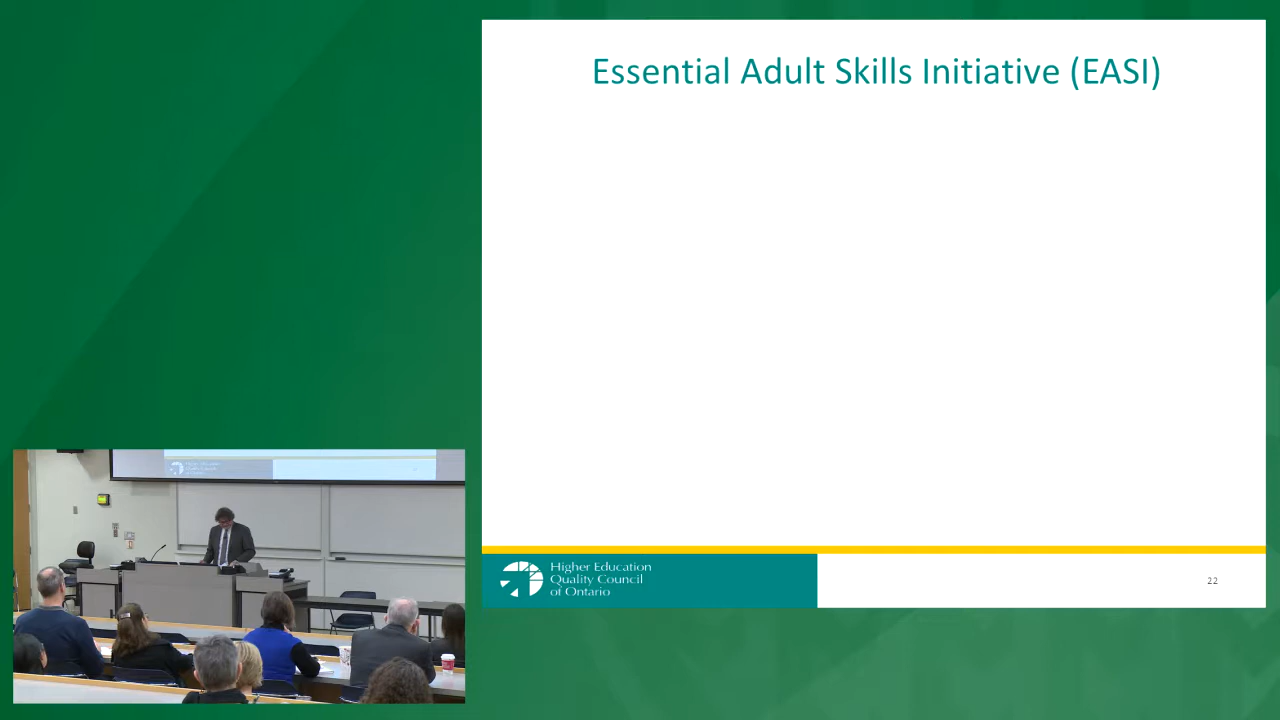 Essential Adult Skills Initiative (EASI)
Higher Education
Quality Council
of Ontario
22